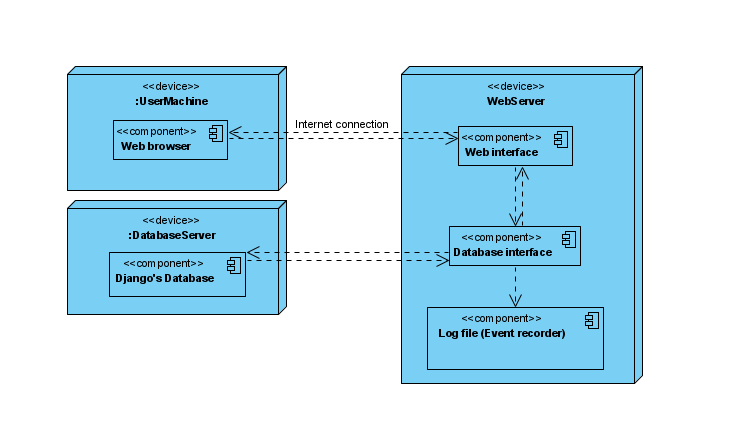 <<device>>
:UserMachine
<<component>>
Web browser
Internet connection
<<device>>
WebServer
<<component>>
Web interface
<<device>>
:DatabaseServer
<<component>>
Django's Database
<<component>>
Database interface
<<component>>
Log file (Event recorder)